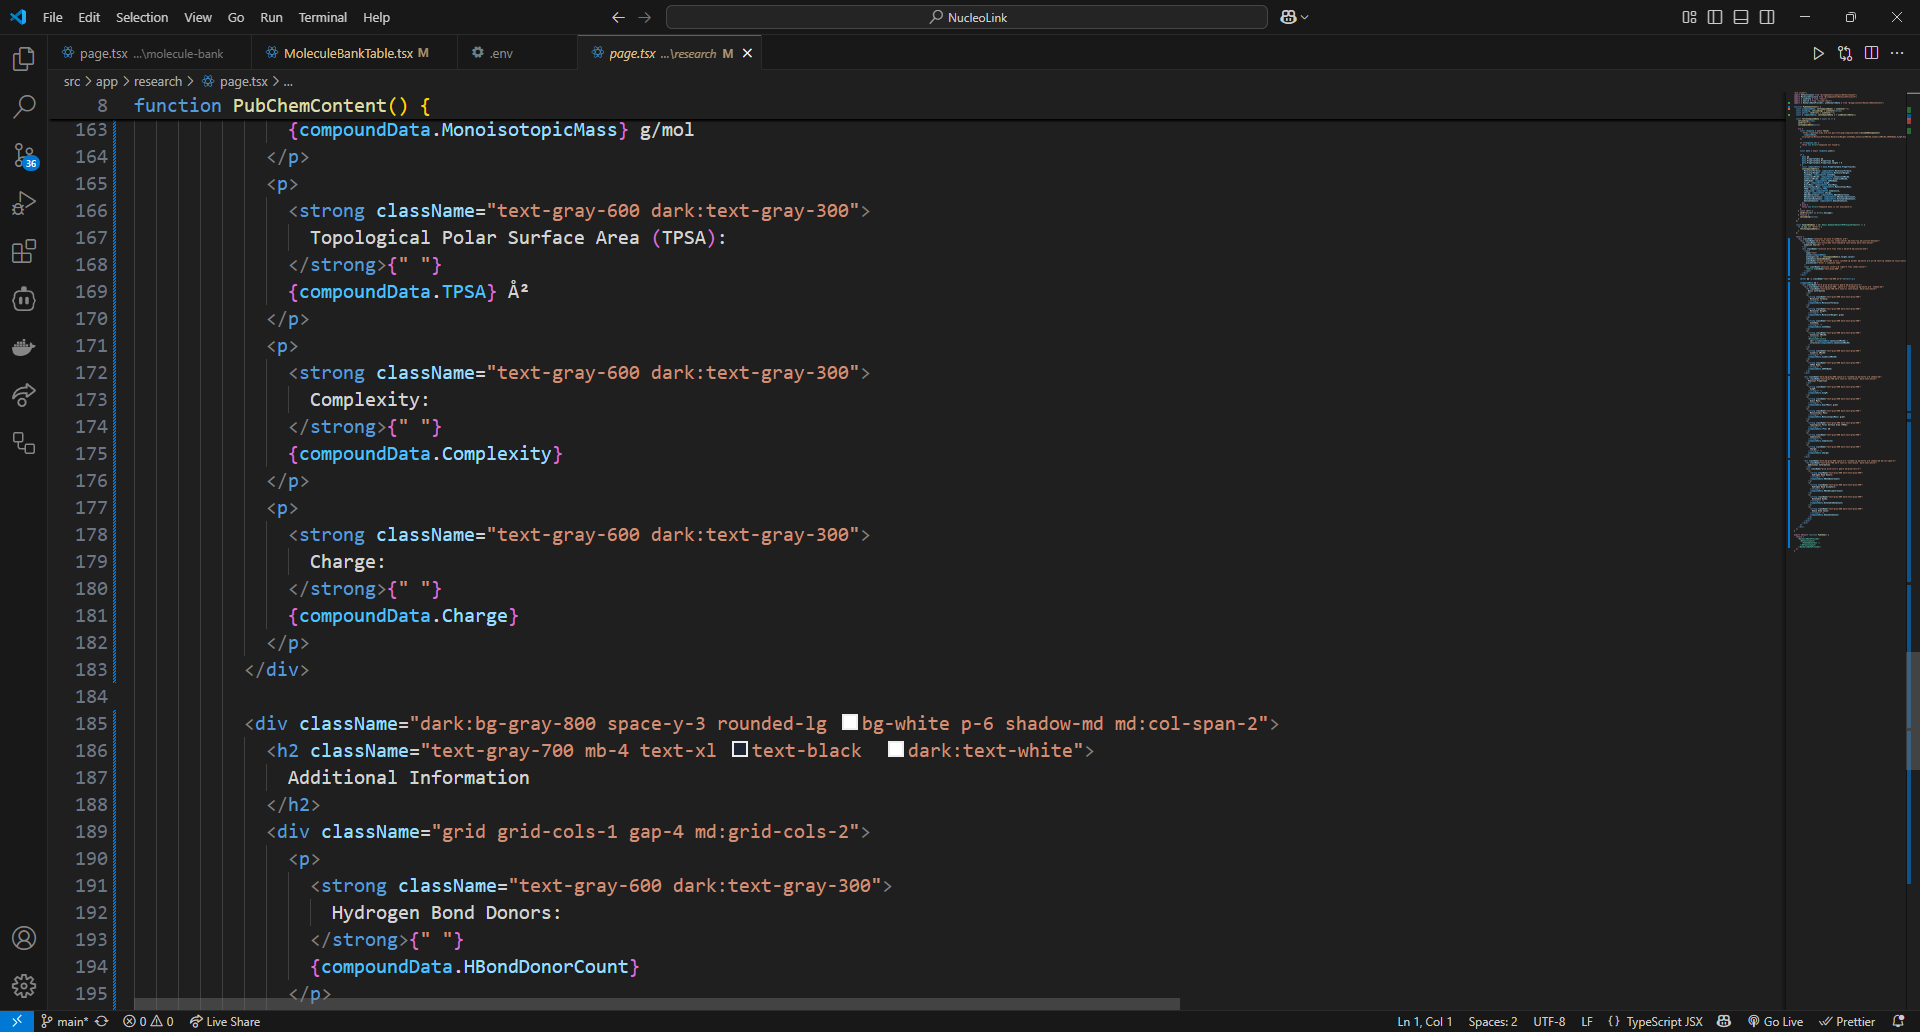 File Edit Selection View Go Run Terminal Help
NucleoLink
page.tsx ...\molecule-bank
MoleculeBankTable.tsx M
.env
page.tsx ...\research M
src > app > research > page.tsx > ...
8 function PubChemContent() {
163 {compoundData.MonoisotopicMass} g/mol
164 </p>
165 <p>
166 <strong className="text-gray-600 dark:text-gray-300">
167 Topological Polar Surface Area (TPSA):
168 </strong>{" "}
169 {compoundData.TPSA} Å²
170 </p>
171 <p>
172 <strong className="text-gray-600 dark:text-gray-300">
173 Complexity:
174 </strong>{" "}
175 {compoundData.Complexity}
176 </p>
177 <p>
178 <strong className="text-gray-600 dark:text-gray-300">
179 Charge:
180 </strong>{" "}
181 {compoundData.Charge}
182 </p>
183 </div>
184
185 <div className="dark:bg-gray-800 space-y-3 rounded-lg bg-white p-6 shadow-md md:col-span-2">
186 <h2 className="text-gray-700 mb-4 text-xl text-black dark:text-white">
187 Additional Information
188 </h2>
189 <div className="grid grid-cols-1 gap-4 md:grid-cols-2">
190 <p>
191 <strong className="text-gray-600 dark:text-gray-300">
192 Hydrogen Bond Donors:
193 </strong>{" "}
194 {compoundData.HBondDonorCount}
195 </p>
36
main* 0 0 Live Share
Ln 1, Col 1 Spaces: 2 UTF-8 LF {} TypeScript JSX Go Live Prettier